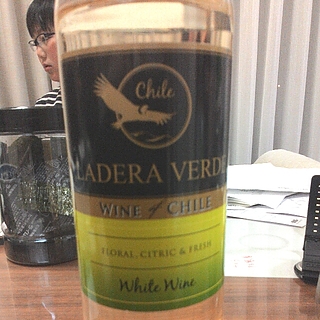 Chile
LADERA VERDE
WINE of CHILE
FLORAL, CITRIC & FRESH
White Wine